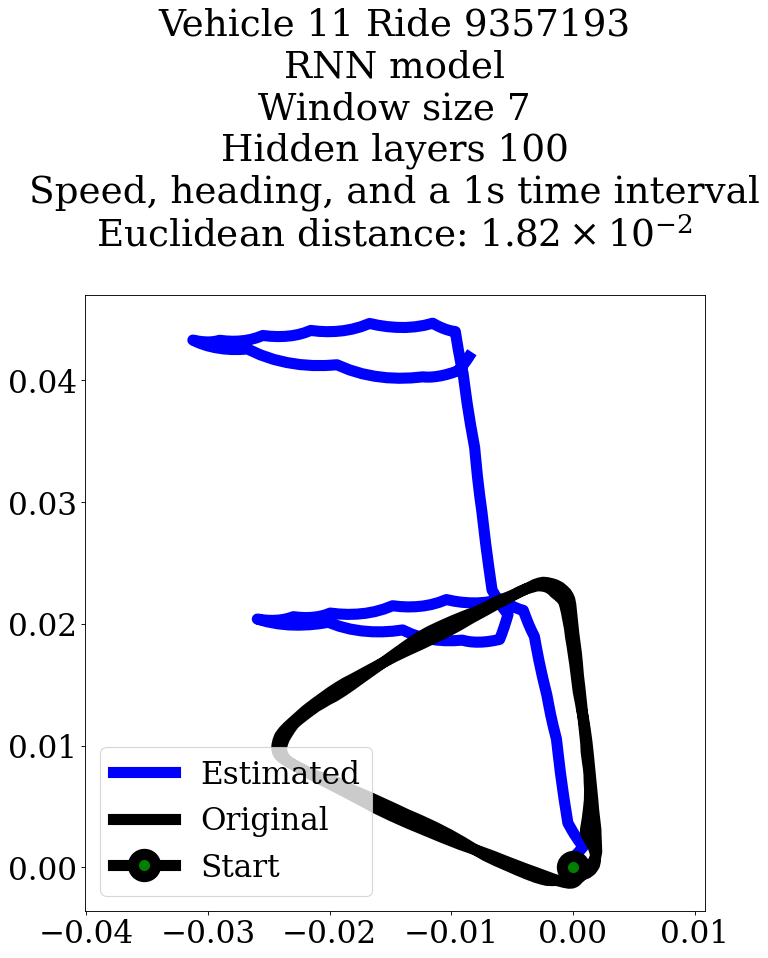 Vehicle 11 Ride 9357193
RNN model
Window size 7
Hidden layers 100
Speed, heading, and a 1s time interval
Euclidean distance: 1.82 × 10⁻²
0.04
0.03
0.02
0.01
0.00
Estimated
Original
Start
−0.04 −0.03 −0.02 −0.01 0.00 0.01